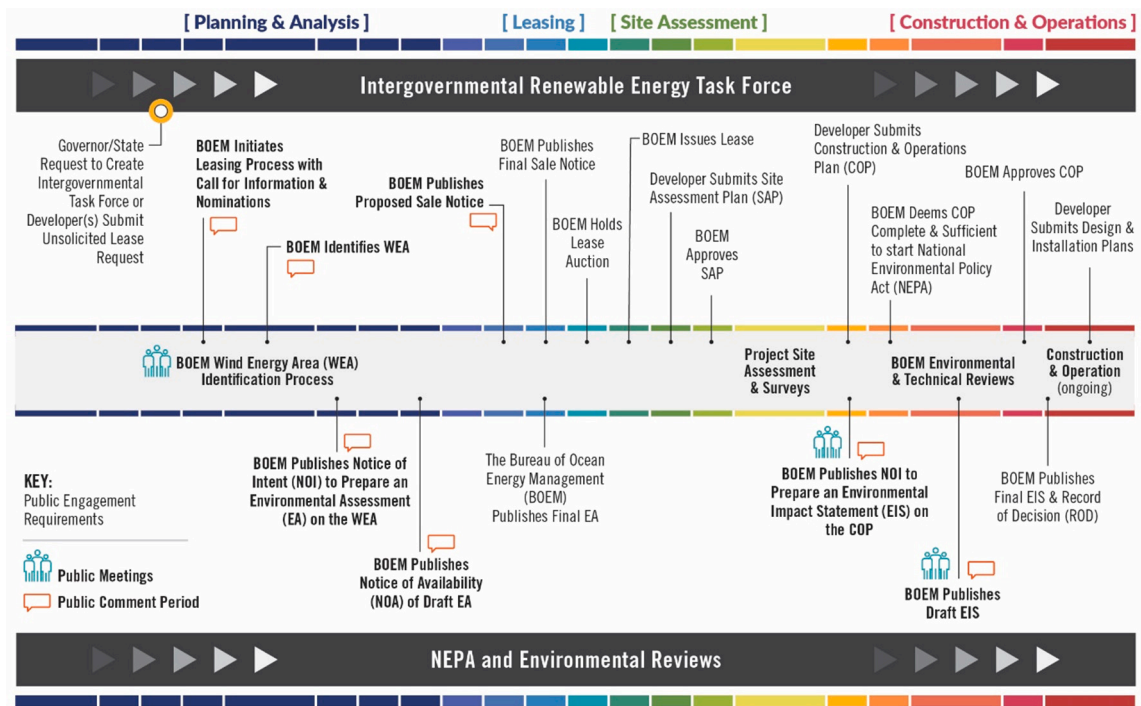 [ Planning & Analysis ]
[ Leasing ]
[ Site Assessment ]
[ Construction & Operations ]
Intergovernmental Renewable Energy Task Force
Governor/State
Request to Create
Intergovernmental
Task Force or
Developer(s) Submit
Unsolicited Lease
Request
BOEM Initiates
Leasing Process with
Call for Information &
Nominations
BOEM Identifies WEA
BOEM Publishes
Proposed Sale Notice
BOEM Publishes
Final Sale Notice
BOEM Holds
Lease
Auction
BOEM Issues Lease
Developer Submits Site
Assessment Plan (SAP)
BOEM
Approves
SAP
Developer Submits
Construction & Operations
Plan (COP)
BOEM Deems COP
Complete & Sufficient
to start National
Environmental Policy
Act (NEPA)
BOEM Approves COP
Developer
Submits Design &
Installation Plans
BOEM Wind Energy Area (WEA)
Identification Process
Project Site
Assessment
& Surveys
BOEM Environmental
& Technical Reviews
Construction
& Operation
(ongoing)
BOEM Publishes Notice of
Intent (NOI) to Prepare an
Environmental Assessment
(EA) on the WEA
BOEM Publishes
Notice of Availability
(NOA) of Draft EA
The Bureau of Ocean
Energy Management
(BOEM)
Publishes Final EA
BOEM Publishes NOI to
Prepare an Environmental
Impact Statement (EIS) on
the COP
BOEM Publishes
Draft EIS
BOEM Publishes
Final EIS & Record
of Decision (ROD)
KEY:
Public Engagement
Requirements
Public Meetings
Public Comment Period
NEPA and Environmental Reviews